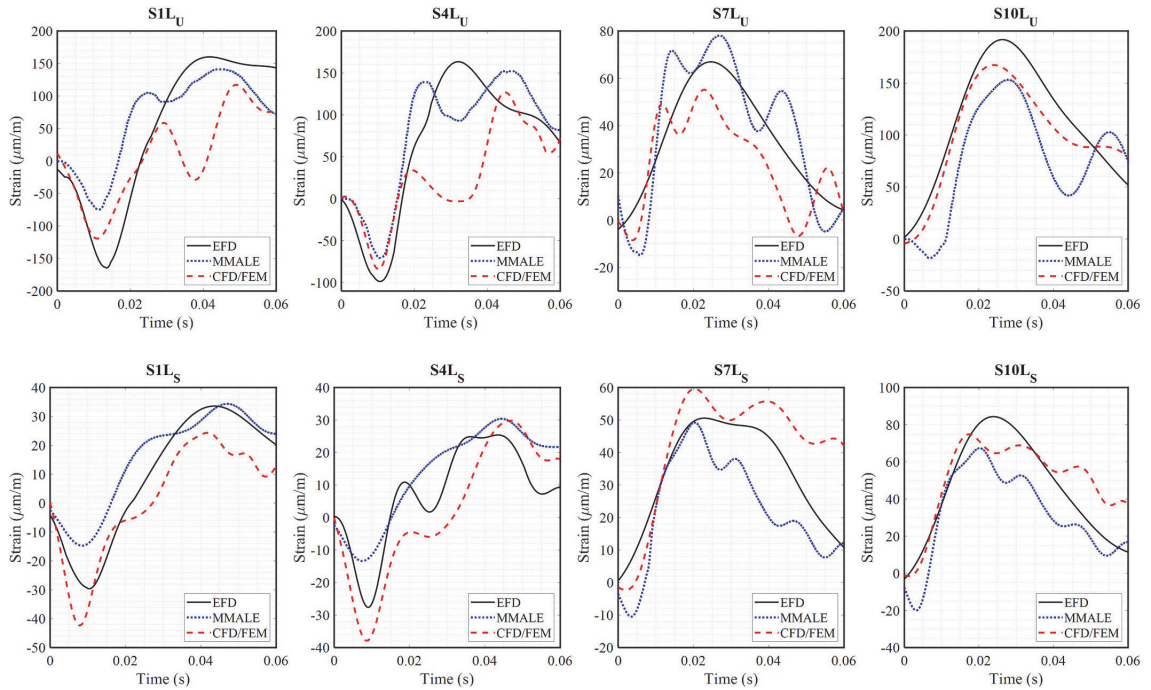 S1L_U
200
150
100
50
0
-50
-100
-150
-200
Strain (μm/m)
0
0.02
0.04
0.06
Time (s)
EFD
MMALE
CFD/FEM
S4L_U
200
150
100
50
0
-50
-100
Strain (μm/m)
0
0.02
0.04
0.06
Time (s)
EFD
MMALE
CFD/FEM
S7L_U
80
60
40
20
0
-20
Strain (μm/m)
0
0.02
0.04
0.06
Time (s)
EFD
MMALE
CFD/FEM
S10L_U
200
150
100
50
0
-50
Strain (μm/m)
0
0.02
0.04
0.06
Time (s)
EFD
MMALE
CFD/FEM
S1L_S
40
30
20
10
0
-10
-20
-30
-40
-50
Strain (μm/m)
0
0.02
0.04
0.06
Time (s)
EFD
MMALE
CFD/FEM
S4L_S
40
30
20
10
0
-10
-20
-30
-40
Strain (μm/m)
0
0.02
0.04
0.06
Time (s)
EFD
MMALE
CFD/FEM
S7L_S
60
50
40
30
20
10
0
-10
-20
Strain (μm/m)
0
0.02
0.04
0.06
Time (s)
EFD
MMALE
CFD/FEM
S10L_S
100
80
60
40
20
0
-20
-40
Strain (μm/m)
0
0.02
0.04
0.06
Time (s)
EFD
MMALE
CFD/FEM